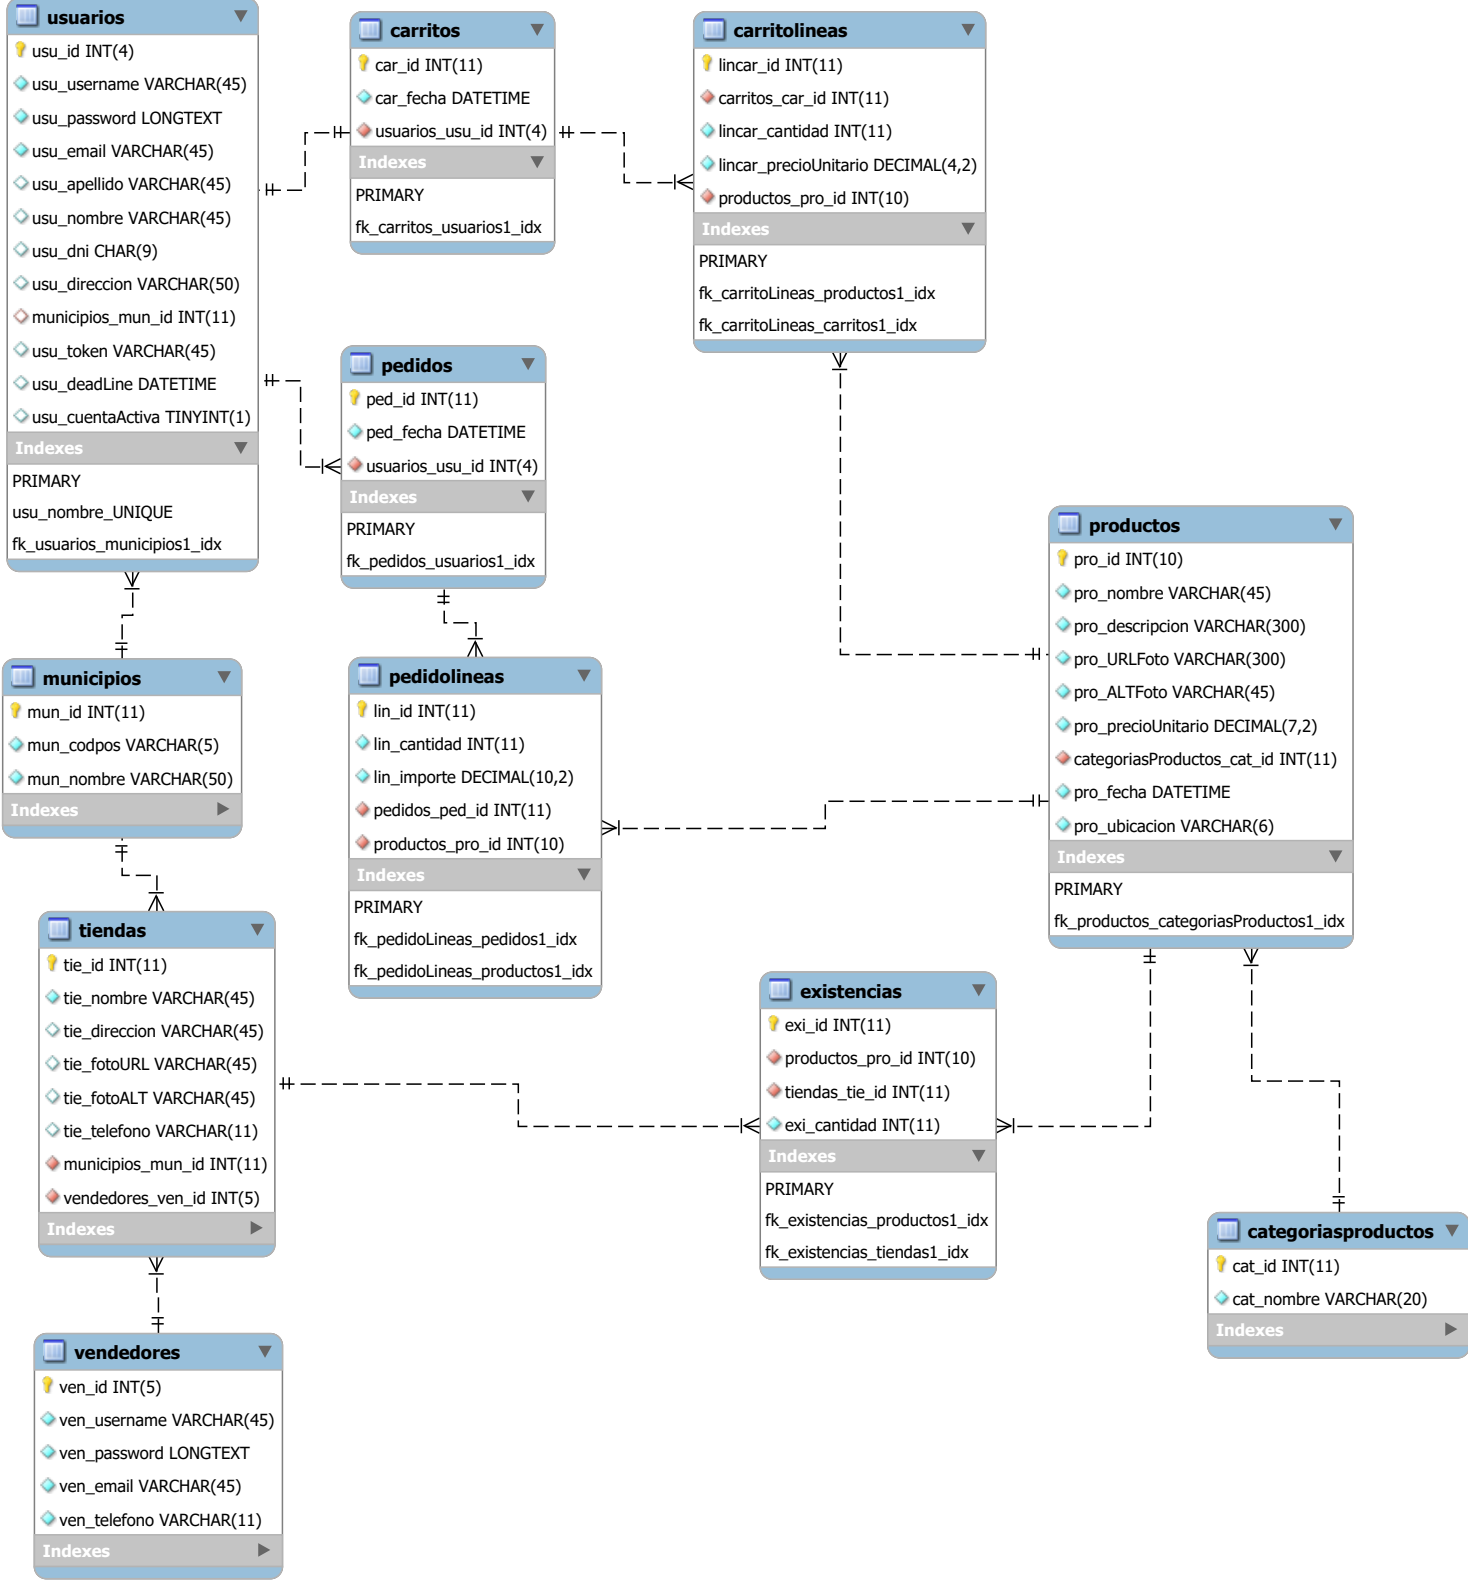 usuarios
usu_id INT(4)
usu_username VARCHAR(45)
usu_password LONGTEXT
usu_email VARCHAR(45)
usu_apellido VARCHAR(45)
usu_nombre VARCHAR(45)
usu_dni CHAR(9)
usu_direccion VARCHAR(50)
municipios_mun_id INT(11)
usu_token VARCHAR(45)
usu_deadLine DATETIME
usu_cuentaActiva TINYINT(1)
Indexes
PRIMARY
usu_nombre_UNIQUE
fk_usuarios_municipios1_idx
carritos
car_id INT(11)
car_fecha DATETIME
usuarios_usu_id INT(4)
Indexes
PRIMARY
fk_carritos_usuarios1_idx
carritolineas
lincar_id INT(11)
carritos_car_id INT(11)
lincar_cantidad INT(11)
lincar_precioUnitario DECIMAL(4,2)
productos_pro_id INT(10)
Indexes
PRIMARY
fk_carritoLineas_productos1_idx
fk_carritoLineas_carritos1_idx
pedidos
ped_id INT(11)
ped_fecha DATETIME
usuarios_usu_id INT(4)
Indexes
PRIMARY
fk_pedidos_usuarios1_idx
productos
pro_id INT(10)
pro_nombre VARCHAR(45)
pro_descripcion VARCHAR(300)
pro_URLFoto VARCHAR(300)
pro_ALTFoto VARCHAR(45)
pro_precioUnitario DECIMAL(7,2)
categoriasProductos_cat_id INT(11)
pro_fecha DATETIME
pro_ubicacion VARCHAR(6)
Indexes
PRIMARY
fk_productos_categoriasProductos1_idx
municipios
mun_id INT(11)
mun_codpos VARCHAR(5)
mun_nombre VARCHAR(50)
Indexes
pedidolineas
lin_id INT(11)
lin_cantidad INT(11)
lin_importe DECIMAL(10,2)
pedidos_ped_id INT(11)
productos_pro_id INT(10)
Indexes
PRIMARY
fk_pedidoLineas_pedidos1_idx
fk_pedidoLineas_productos1_idx
tiendas
tie_id INT(11)
tie_nombre VARCHAR(45)
tie_direccion VARCHAR(45)
tie_fotoURL VARCHAR(45)
tie_fotoALT VARCHAR(45)
tie_telefono VARCHAR(11)
municipios_mun_id INT(11)
vendedores_ven_id INT(5)
Indexes
existencias
exi_id INT(11)
productos_pro_id INT(10)
tiendas_tie_id INT(11)
exi_cantidad INT(11)
Indexes
PRIMARY
fk_existencias_productos1_idx
fk_existencias_tiendas1_idx
categoriasproductos
cat_id INT(11)
cat_nombre VARCHAR(20)
Indexes
vendedores
ven_id INT(5)
ven_username VARCHAR(45)
ven_password LONGTEXT
ven_email VARCHAR(45)
ven_telefono VARCHAR(11)
Indexes